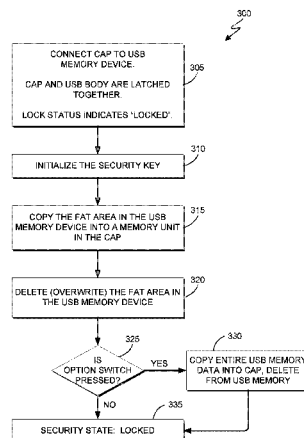 300
CONNECT CAP TO USB
MEMORY DEVICE.
CAP AND USB BODY ARE LATCHED
TOGETHER.
LOCK STATUS INDICATES 'LOCKED'.
305
INITIALIZE THE SECURITY KEY
310
COPY THE FAT AREA IN THE USB
MEMORY DEVICE INTO A MEMORY UNIT
IN THE CAP
315
DELETE (OVERWRITE) THE FAT AREA IN
THE USB MEMORY DEVICE
320
IS
OPTION SWITCH
PRESSED?
325
YES
COPY ENTIRE USB MEMORY
DATA INTO CAP, DELETE
FROM USB MEMORY
330
NO
SECURITY STATE: LOCKED
335